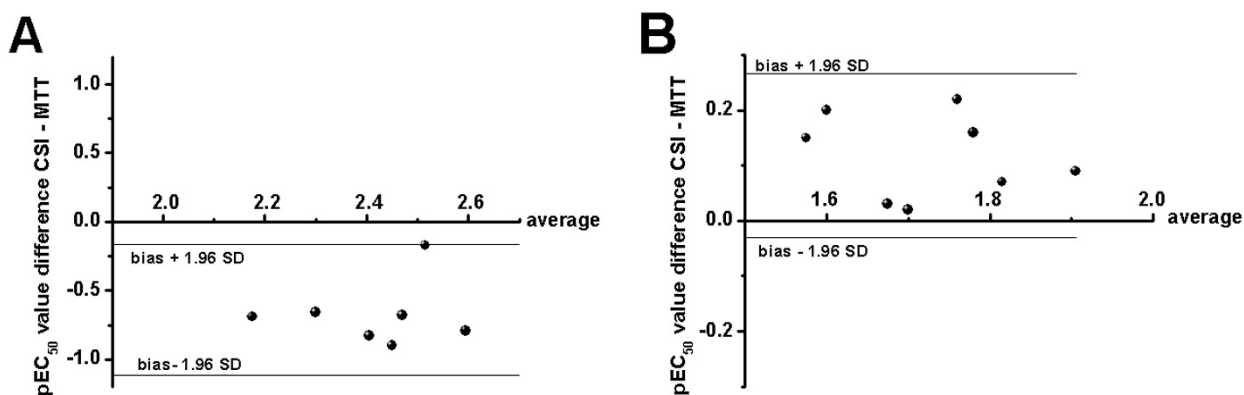 A
pEC50 value difference CSI - MTT
1.0
0.5
0.0
-0.5
-1.0
2.0 2.2 2.4 2.6
average
bias + 1.96 SD
bias- 1.96 SD
B
pEC50 value difference CSI - MTT
0.2
0.0
-0.2
bias + 1.96 SD
1.6 1.8 2.0
average
bias - 1.96 SD